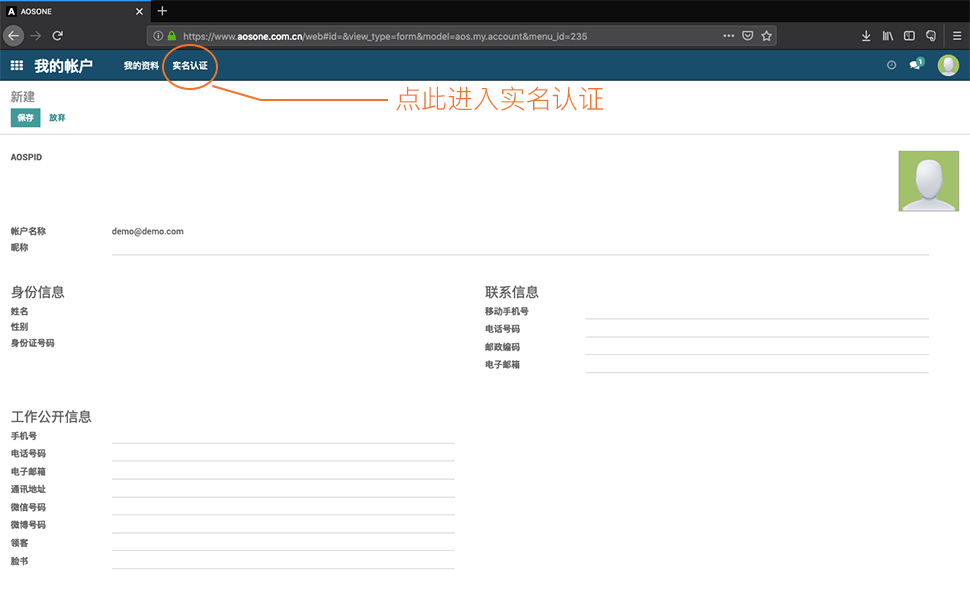 AOSONE
https://www.aosone.com.cn/web#id=&view_type=form&model=aos.my.account&menu_id=235
我的帐户 我的资料 实名认证 1
点此进入实名认证
新建
保存 放弃
AOSPID
帐户名称 demo@demo.com
昵称
身份信息
姓名
性别
身份证号码
联系信息
移动手机号
电话号码
邮政编码
电子邮箱
工作公开信息
手机号
电话号码
电子邮箱
通讯地址
微信号码
微博号码
领客
脸书